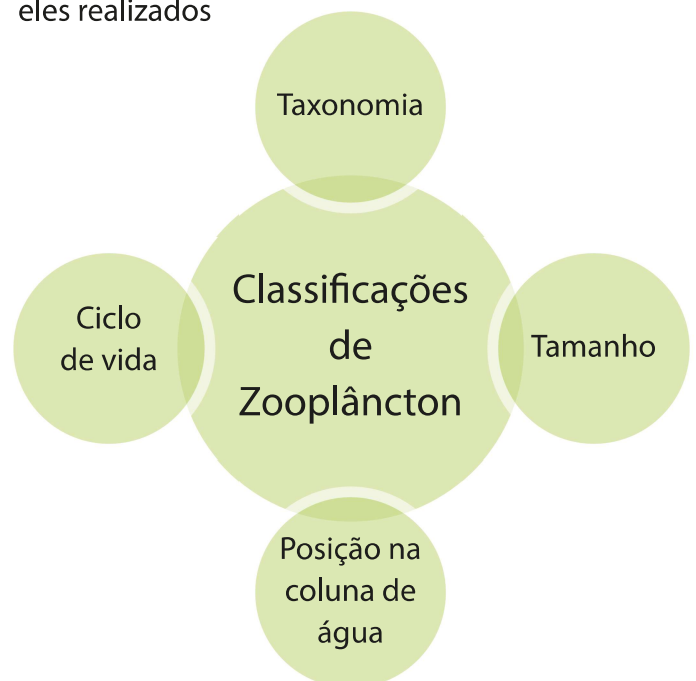 eles realizados
Taxonomia
Classificações
de
Zooplâncton
Ciclo
de vida
Tamanho
Posição na
coluna de
água